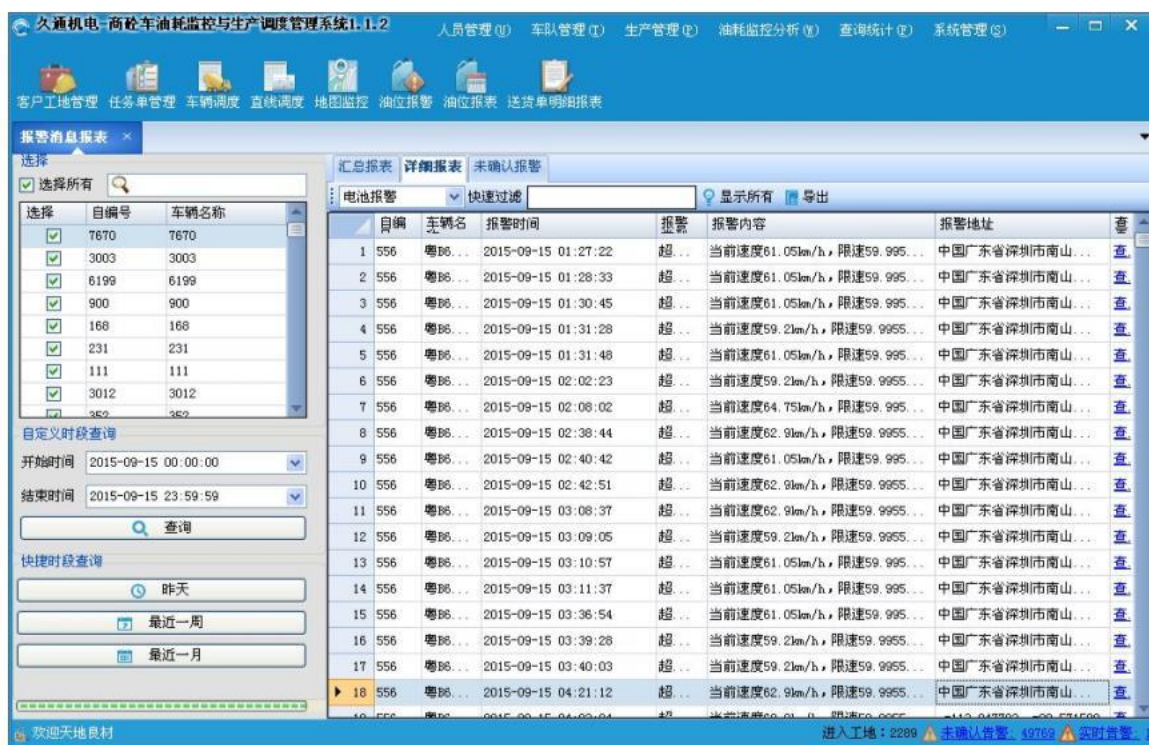 久通机电-商砼车油耗监控与生产调度管理系统1.1.2
人员管理(U) 车队管理(T) 生产管理(P) 油耗监控分析(W) 查询统计(P) 系统管理(S)
客户工地管理 任务单管理 车辆调度 直线调度 地图监控 油位报警 油位报表 送货单明细报表
报警消息报表
选择
选择所有
选择 自编号 车辆名称
7670 7670
3003 3003
6199 6199
900 900
168 168
231 231
111 111
3012 3012
352 352
自定义时段查询
开始时间 2015-09-15 00:00:00
结束时间 2015-09-15 23:59:59
查询
快捷时段查询
昨天
最近一周
最近一月
汇总报表 详细报表 未确认报警
电池报警 快速过滤 显示所有 导出
自编 车辆名 报警时间 报警 报警内容 报警地址 查
1 556 粤B6... 2015-09-15 01:27:22 超... 当前速度61.05km/h,限速59.995... 中国广东省深圳市南山... 查.
2 556 粤B6... 2015-09-15 01:28:33 超... 当前速度61.05km/h,限速59.995... 中国广东省深圳市南山... 查.
3 556 粤B6... 2015-09-15 01:30:45 超... 当前速度61.05km/h,限速59.995... 中国广东省深圳市南山... 查.
4 556 粤B6... 2015-09-15 01:31:28 超... 当前速度59.2km/h,限速59.9955... 中国广东省深圳市南山... 查.
5 556 粤B6... 2015-09-15 01:31:48 超... 当前速度61.05km/h,限速59.995... 中国广东省深圳市南山... 查.
6 556 粤B6... 2015-09-15 02:02:23 超... 当前速度59.2km/h,限速59.9955... 中国广东省深圳市南山... 查.
7 556 粤B6... 2015-09-15 02:08:02 超... 当前速度64.75km/h,限速59.995... 中国广东省深圳市南山... 查.
8 556 粤B6... 2015-09-15 02:38:44 超... 当前速度62.9km/h,限速59.9955... 中国广东省深圳市南山... 查.
9 556 粤B6... 2015-09-15 02:40:42 超... 当前速度61.05km/h,限速59.995... 中国广东省深圳市南山... 查.
10 556 粤B6... 2015-09-15 02:42:51 超... 当前速度62.9km/h,限速59.9955... 中国广东省深圳市南山... 查.
11 556 粤B6... 2015-09-15 03:08:37 超... 当前速度62.9km/h,限速59.9955... 中国广东省深圳市南山... 查.
12 556 粤B6... 2015-09-15 03:09:05 超... 当前速度59.2km/h,限速59.9955... 中国广东省深圳市南山... 查.
13 556 粤B6... 2015-09-15 03:10:57 超... 当前速度61.05km/h,限速59.995... 中国广东省深圳市南山... 查.
14 556 粤B6... 2015-09-15 03:11:37 超... 当前速度61.05km/h,限速59.995... 中国广东省深圳市南山... 查.
15 556 粤B6... 2015-09-15 03:36:54 超... 当前速度61.05km/h,限速59.995... 中国广东省深圳市南山... 查.
16 556 粤B6... 2015-09-15 03:39:28 超... 当前速度59.2km/h,限速59.9955... 中国广东省深圳市南山... 查.
17 556 粤B6... 2015-09-15 03:40:03 超... 当前速度59.2km/h,限速59.9955... 中国广东省深圳市南山... 查.
18 556 粤B6... 2015-09-15 04:21:12 超... 当前速度62.9km/h,限速59.9955... 中国广东省深圳市南山... 查.
欢迎天地良材 进入工地:2289 未确认告警: 49769 实时告警: